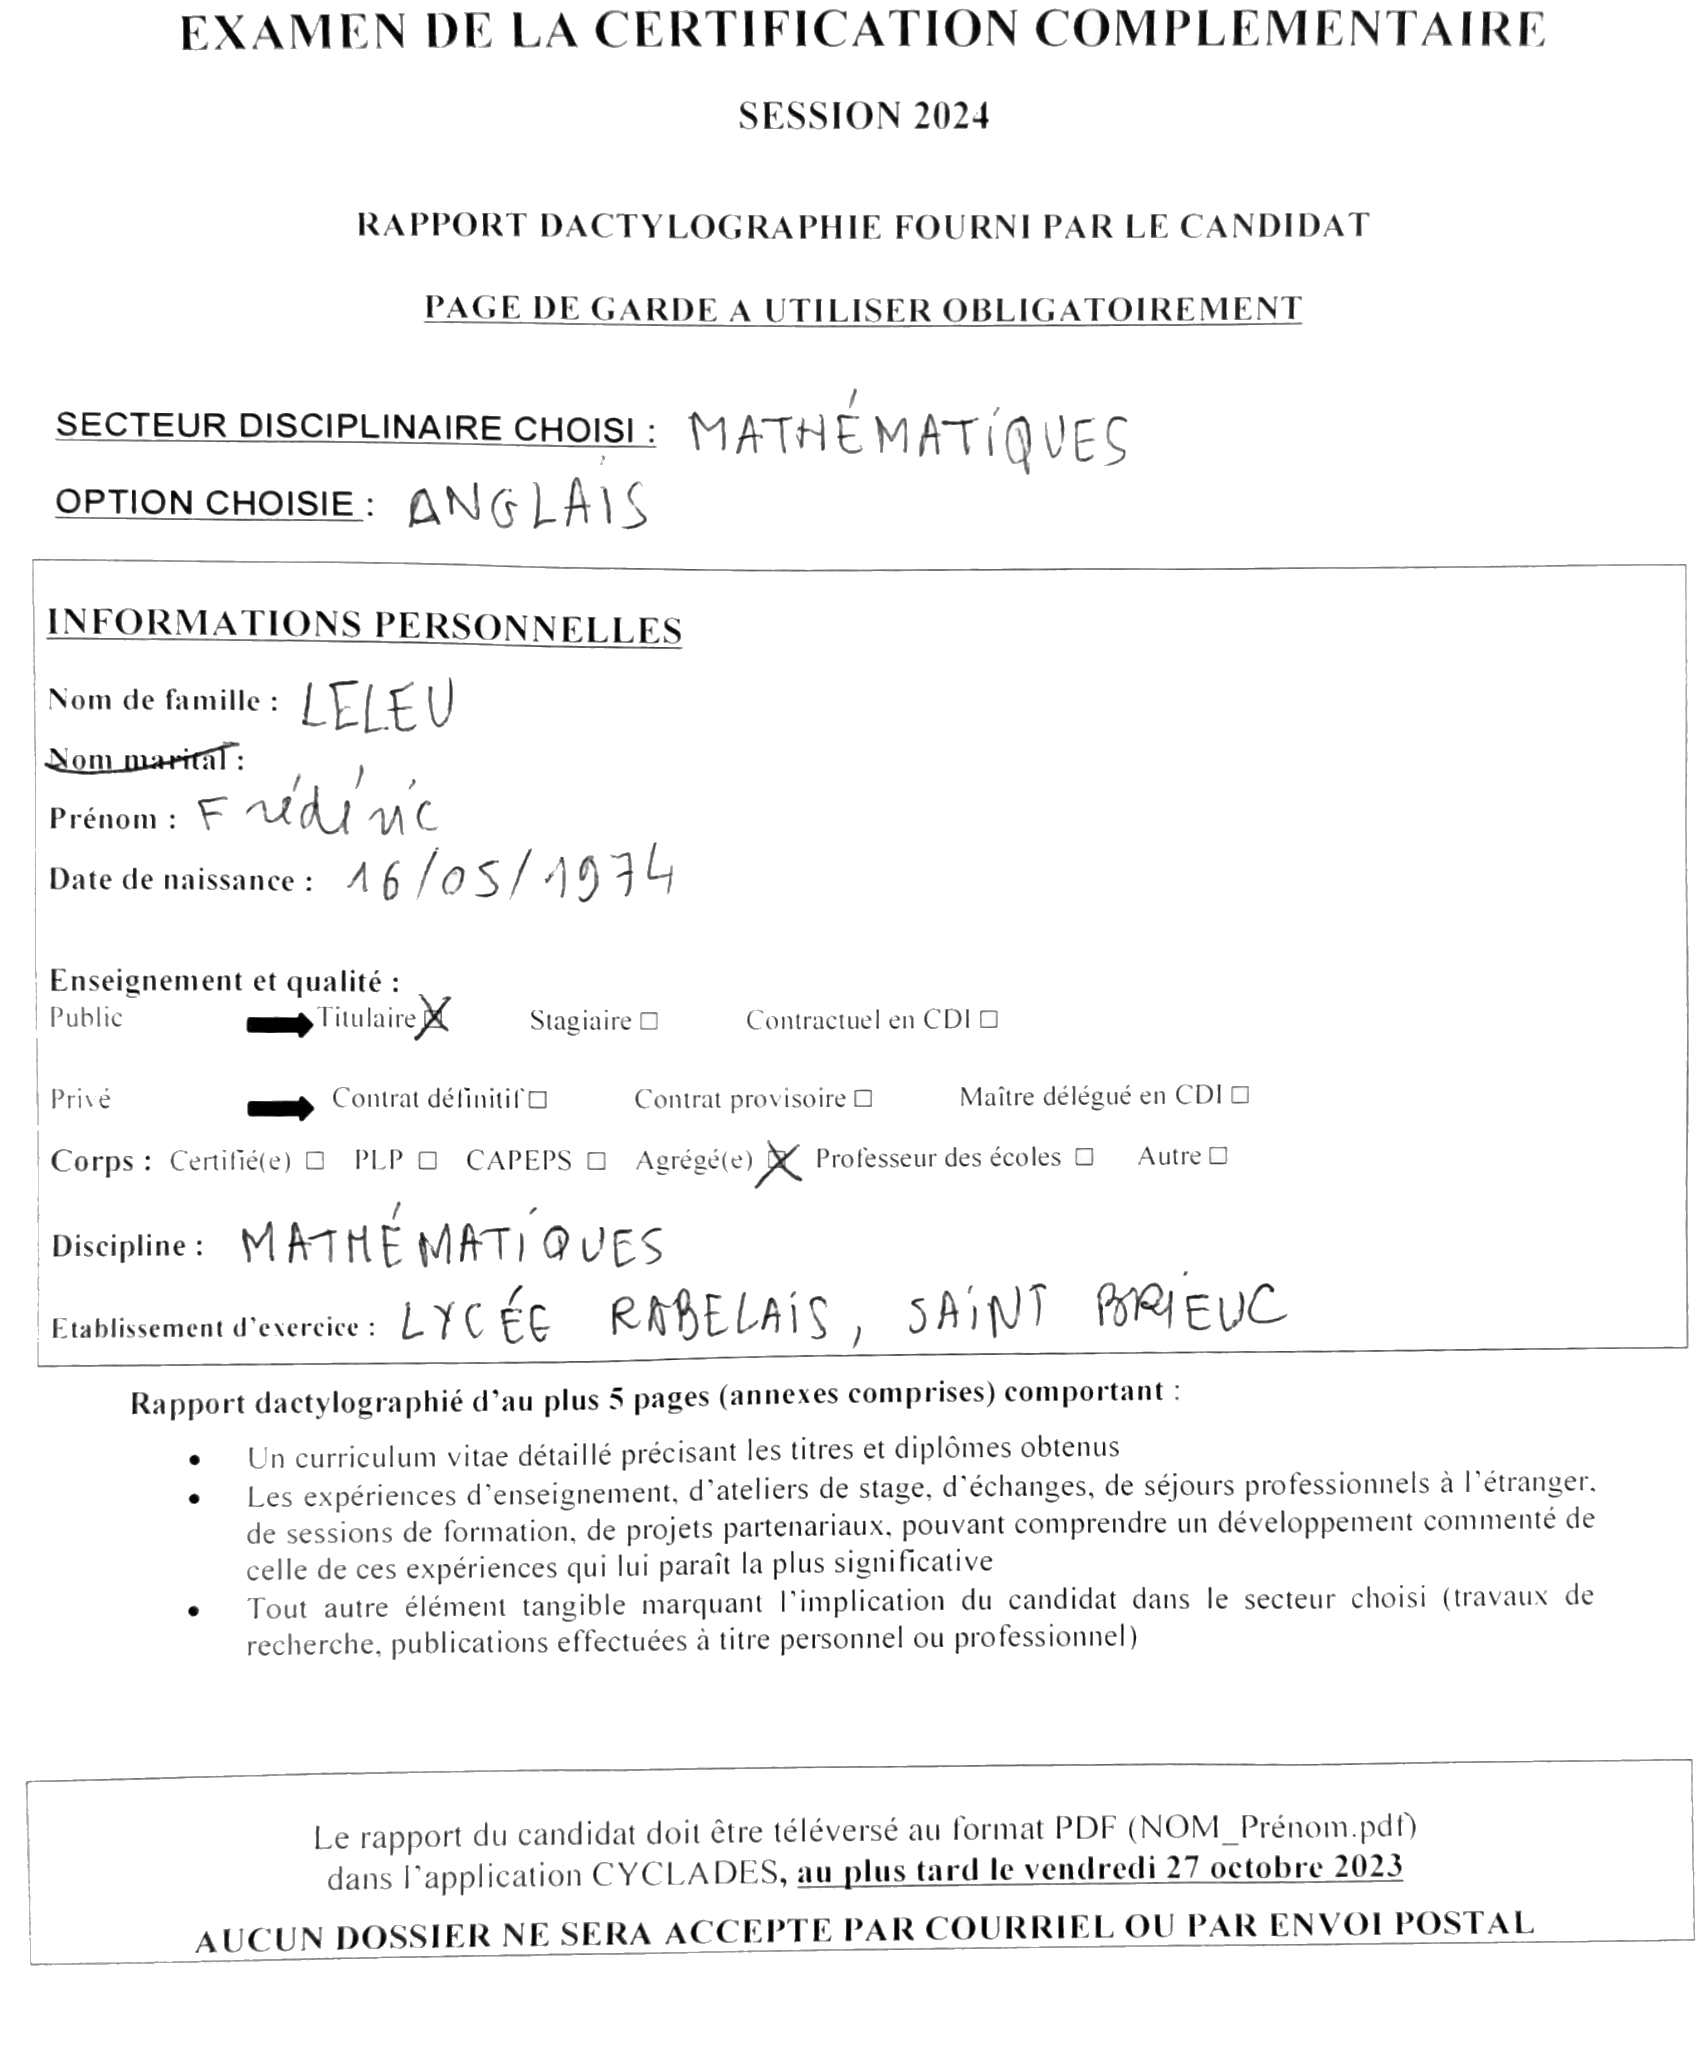 EXAMEN DE LA CERTIFICATION COMPLEMENTAIRE
SESSION 2024
RAPPORT DACTYLOGRAPHIE FOURNI PAR LE CANDIDAT
PAGE DE GARDE A UTILISER OBLIGATOIREMENT
SECTEUR DISCIPLINAIRE CHOISI : MATHÉMATIQUES
OPTION CHOISIE : ANGLAIS
INFORMATIONS PERSONNELLES
Nom de famille : LELEU
Nom marital :
Prénom : Frédéric
Date de naissance : 16/05/1974
Enseignement et qualité :
Public Titulaire ☒ Stagiaire ☐ Contractuel en CDI ☐
Privé Contrat définitif ☐ Contrat provisoire ☐ Maître délégué en CDI ☐
Corps : Certifié(e) ☐ PLP ☐ CAPEPS ☐ Agrégé(e) ☒ Professeur des écoles ☐ Autre ☐
Discipline : MATHÉMATIQUES
Etablissement d'exercice : LYCÉE RABELAIS, SAINT BRIEUC
Rapport dactylographié d'au plus 5 pages (annexes comprises) comportant :
• Un curriculum vitae détaillé précisant les titres et diplômes obtenus
• Les expériences d'enseignement, d'ateliers de stage, d'échanges, de séjours professionnels à l'étranger,
de sessions de formation, de projets partenariaux, pouvant comprendre un développement commenté de
celle de ces expériences qui lui paraît la plus significative
• Tout autre élément tangible marquant l'implication du candidat dans le secteur choisi (travaux de
recherche, publications effectuées à titre personnel ou professionnel)
Le rapport du candidat doit être téléversé au format PDF (NOM_Prénom.pdf)
dans l'application CYCLADES, au plus tard le vendredi 27 octobre 2023
AUCUN DOSSIER NE SERA ACCEPTE PAR COURRIEL OU PAR ENVOI POSTAL